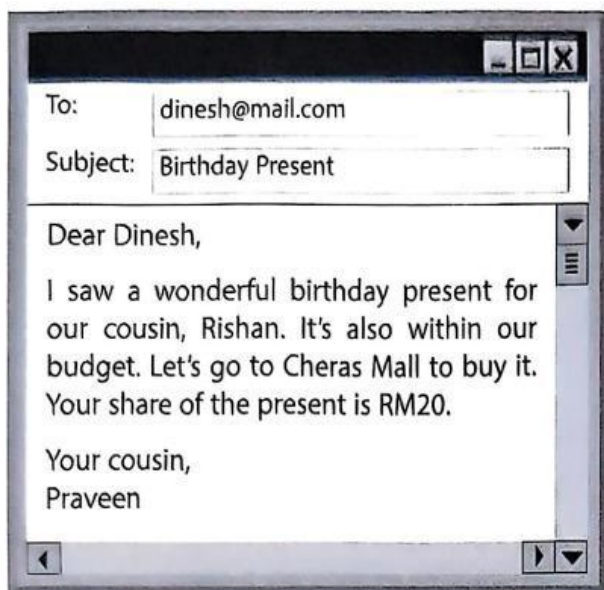 To: dinesh@mail.com
Subject: Birthday Present
Dear Dinesh,
I saw a wonderful birthday present for
our cousin, Rishan. It's also within our
budget. Let's go to Cheras Mall to buy it.
Your share of the present is RM20.
Your cousin,
Praveen